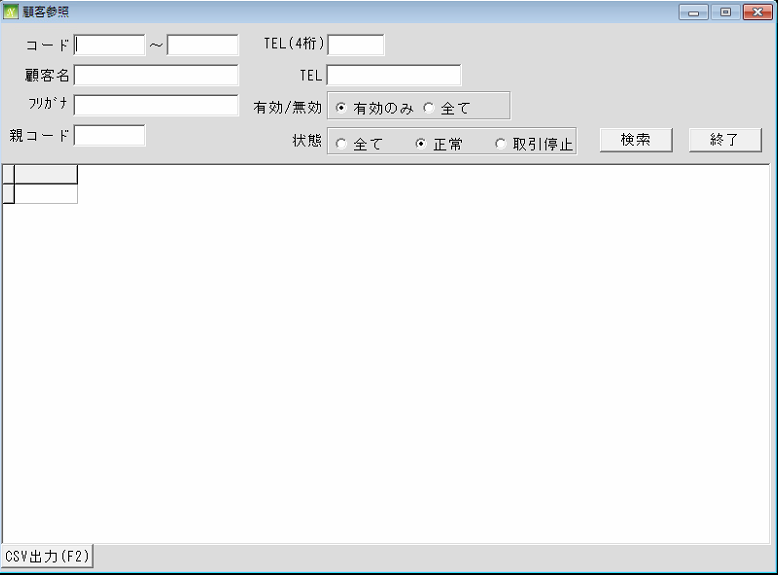 顧客参照
コード ～ TEL(4桁)
顧客名 TEL
ﾌﾘｶﾞﾅ 有効/無効 有効のみ 全て
親コード 状態 全て 正常 取引停止 検索 終了
CSV出力(F2)